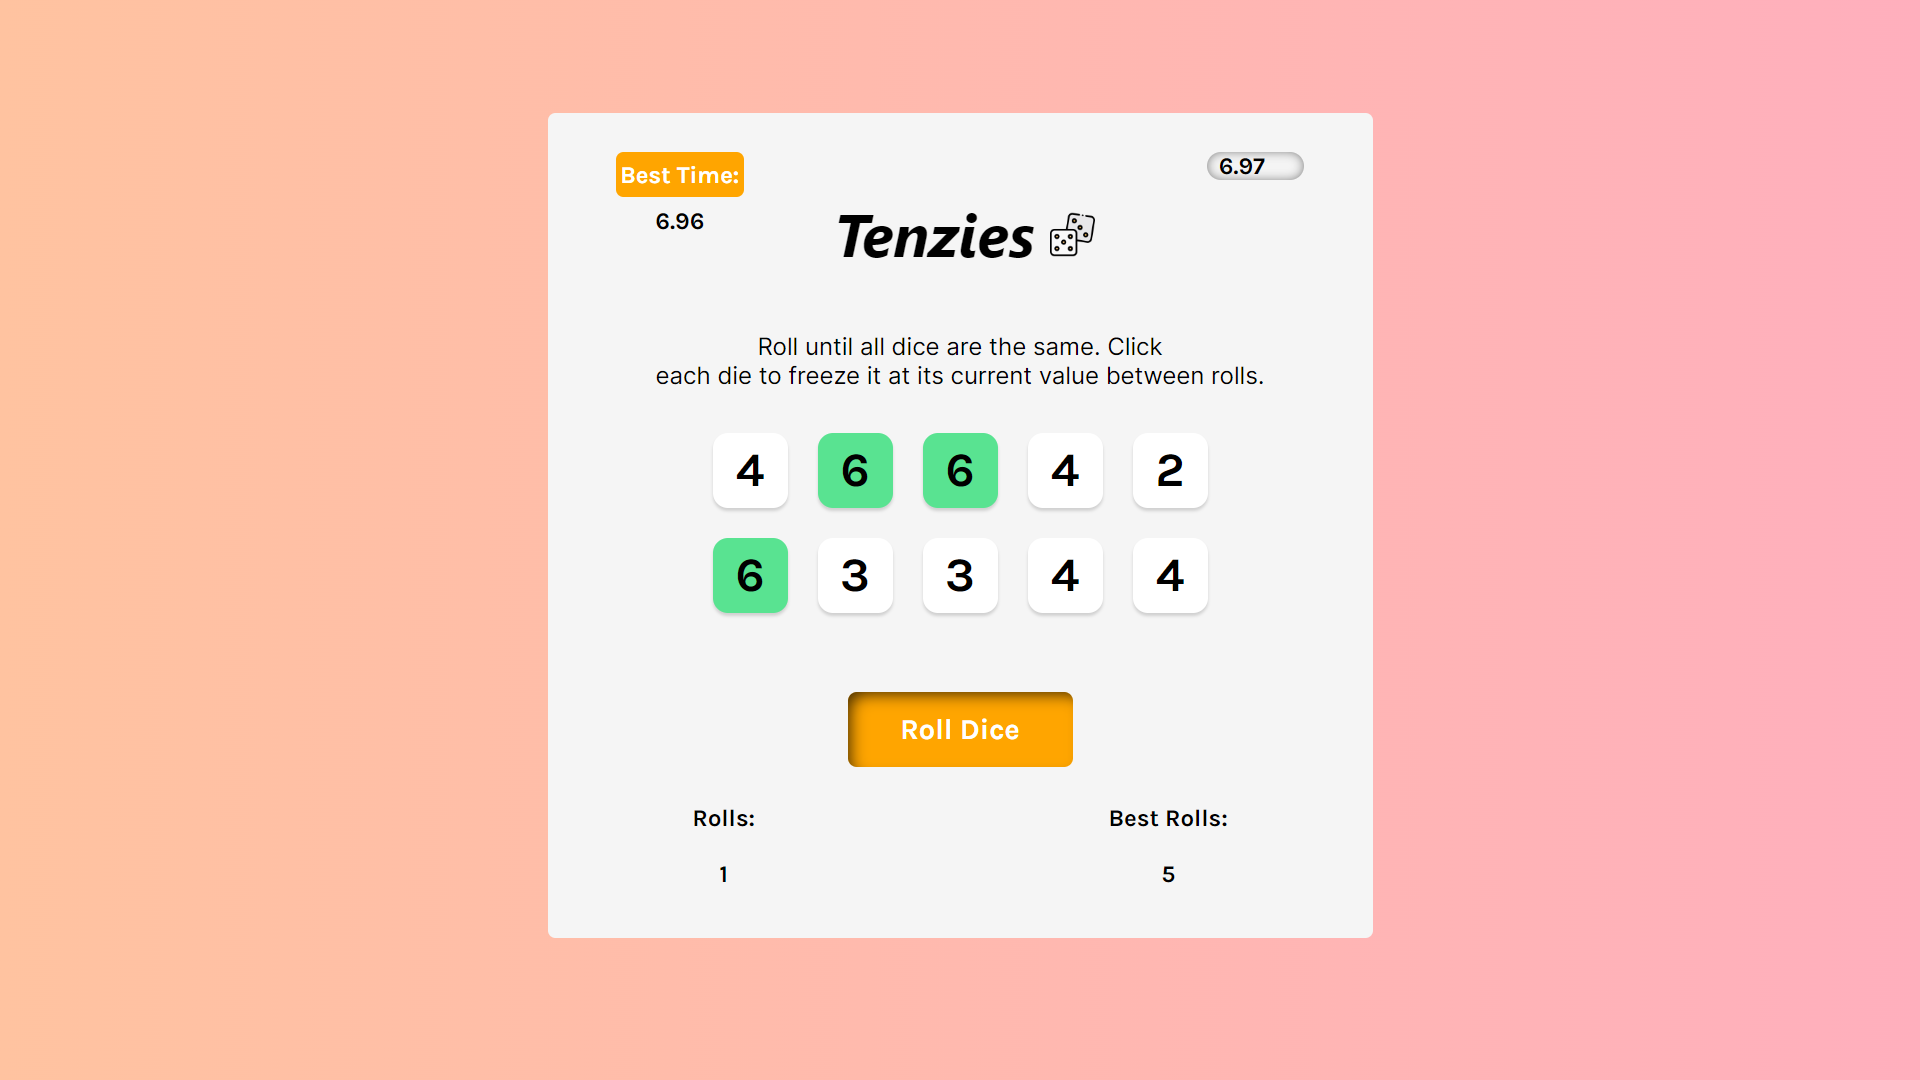 Best Time:
6.97
6.96
Tenzies
Roll until all dice are the same. Click
each die to freeze it at its current value between rolls.
4 6 6 4 2
6 3 3 4 4
Roll Dice
Rolls:
Best Rolls:
1
5